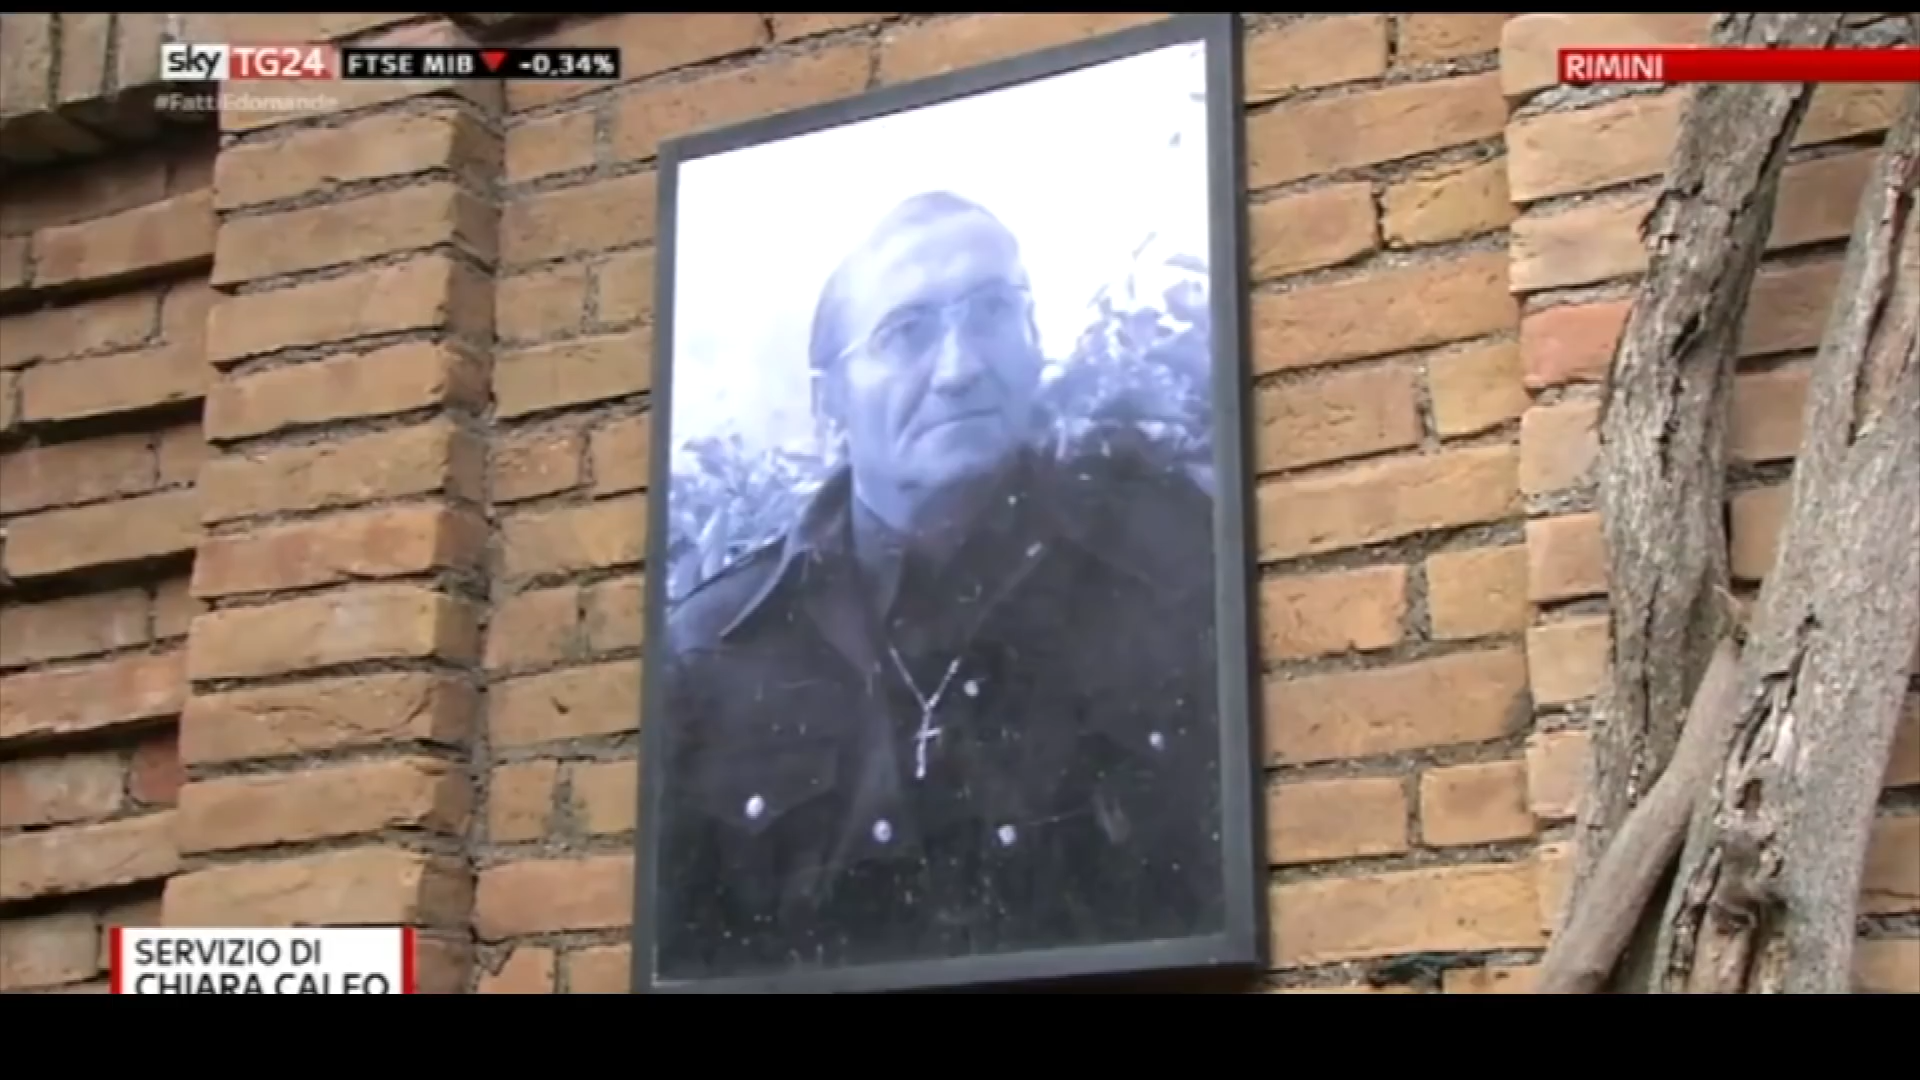 sky TG24 FTSE MIB -0,34%
#FattiEdomande
RIMINI
SERVIZIO DI
CHIARA CALEO